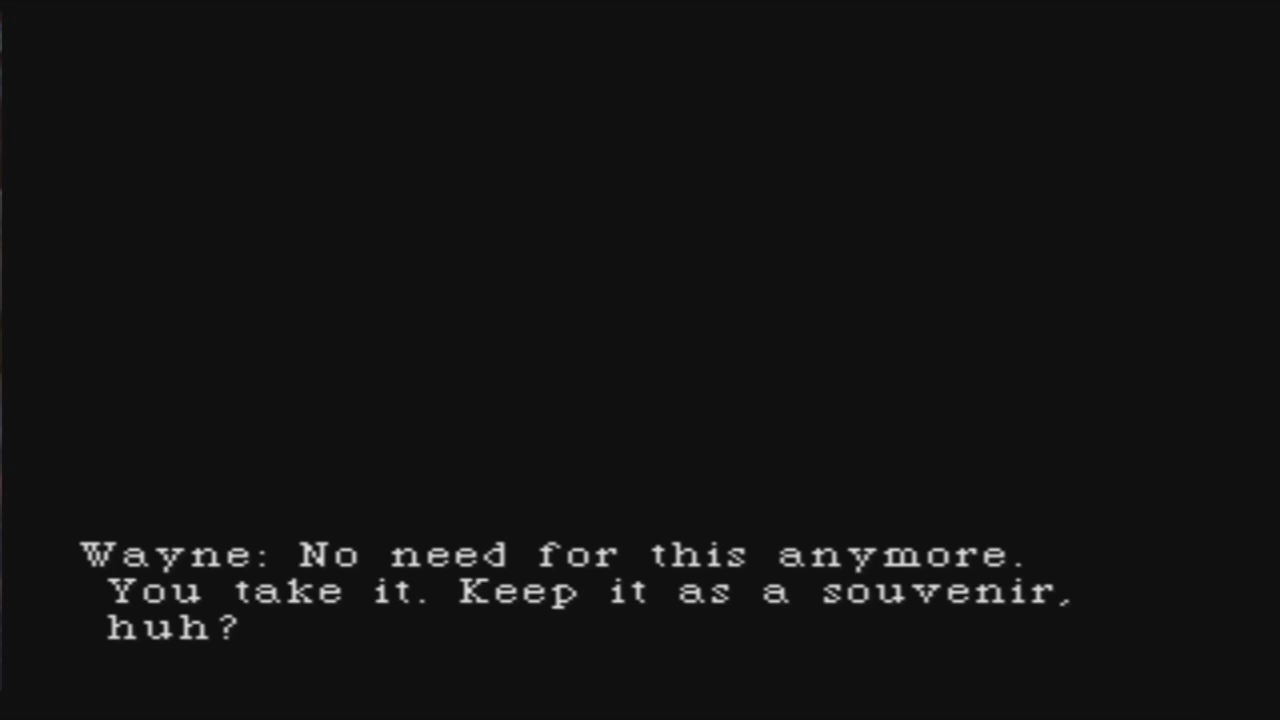 Wayne: No need for this anymore.
You take it. Keep it as a souvenir,
huh?